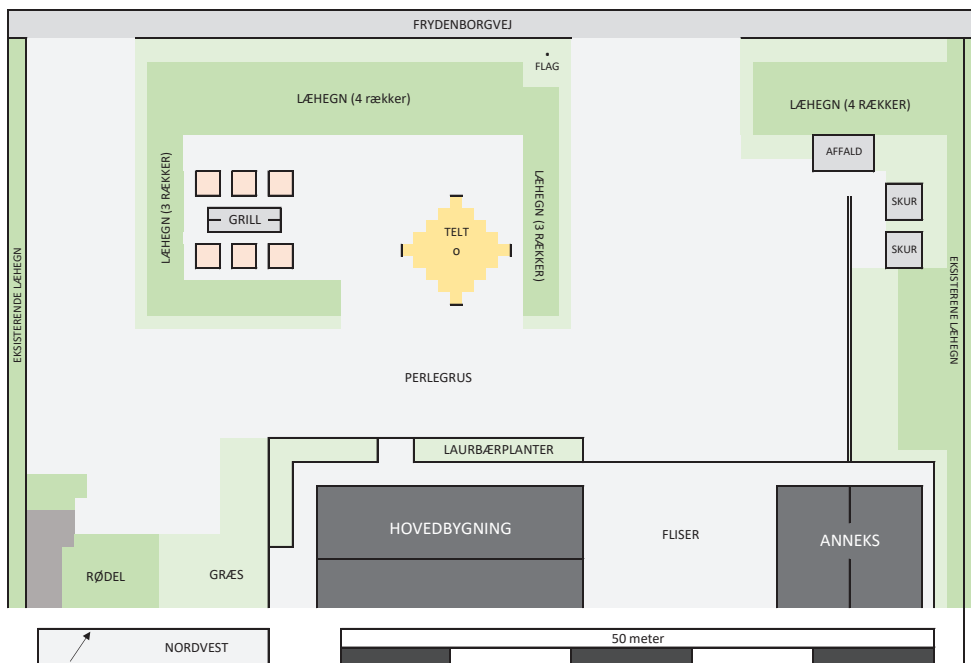 FRYDENBORGVEJ
FLAG
LÆHEGN (4 rækker)
LÆHEGN (4 RÆKKER)
AFFALD
LÆHEGN (3 RÆKKER)
LÆHEGN (3 RÆKKER)
SKUR
GRILL
TELT
o
SKUR
EKSISTERENDE LÆHEGN
EKSISTERENE LÆHEGN
PERLEGRUS
LAURBÆRPLANTER
HOVEDBYGNING
FLISER
ANNEKS
RØDEL
GRÆS
NORDVEST
50 meter